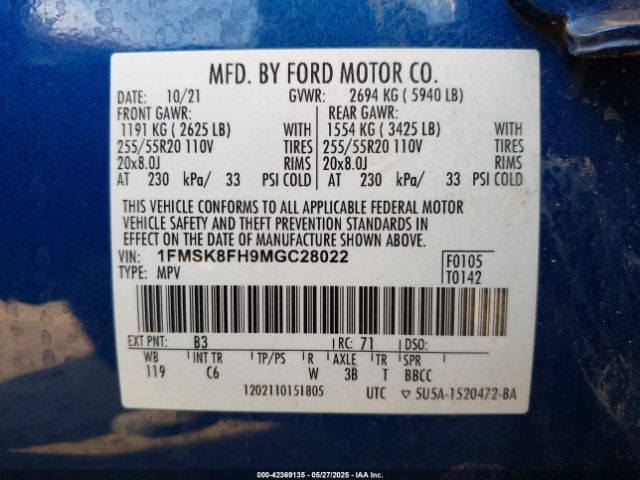 MFD. BY FORD MOTOR CO.
DATE: 10/21 GVWR: 2694 KG ( 5940 LB)
FRONT GAWR: REAR GAWR:
1191 KG ( 2625 LB) WITH 1554 KG ( 3425 LB) WITH
255/55R20 110V TIRES 255/55R20 110V TIRES
20x8.0J RIMS 20x8.0J RIMS
AT 230 kPa/ 33 PSI COLD AT 230 kPa/ 33 PSI COLD
THIS VEHICLE CONFORMS TO ALL APPLICABLE FEDERAL MOTOR
VEHICLE SAFETY AND THEFT PREVENTION STANDARDS IN
EFFECT ON THE DATE OF MANUFACTURE SHOWN ABOVE.
VIN: 1FMSK8FH9MGC28022 F0105
TYPE: MPV T0142
EXT PNT: B3 RC: 71 DSO:
WB INT TR TP/PS R AXLE TR SPR
119 C6 W 3B T BBCC
1202110151805 UTC ▽ 5U5A-1520472-BA
000-42369135 - 05/27/2025 - IAA Inc.